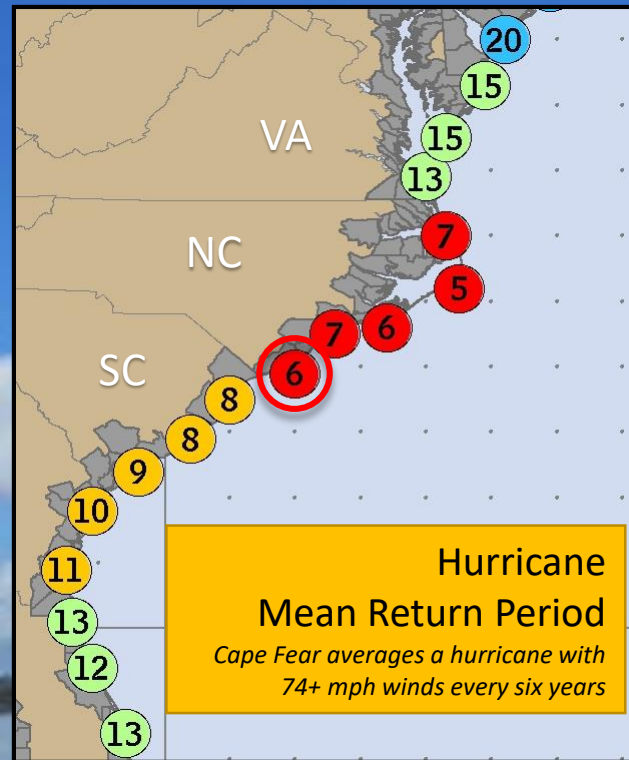 20
15
VA
15
13
7
NC
5
6
7
SC
6
8
8
9
10
11
13
12
13
Hurricane
Mean Return Period
Cape Fear averages a hurricane with
74+ mph winds every six years